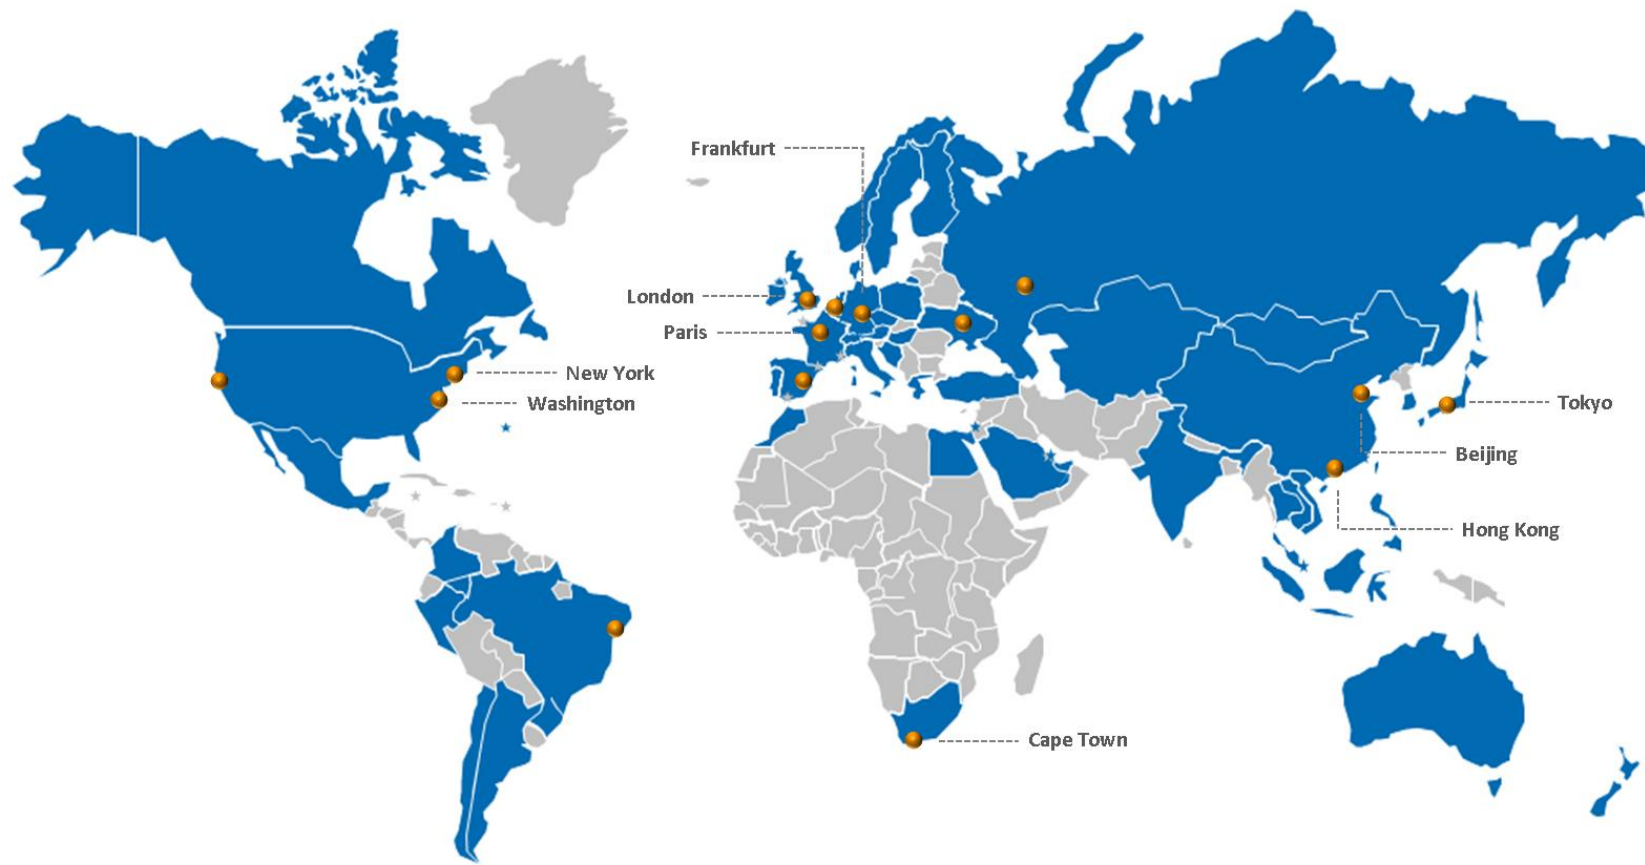 Frankfurt
London
Paris
New York
Washington
Tokyo
Beijing
Hong Kong
Cape Town